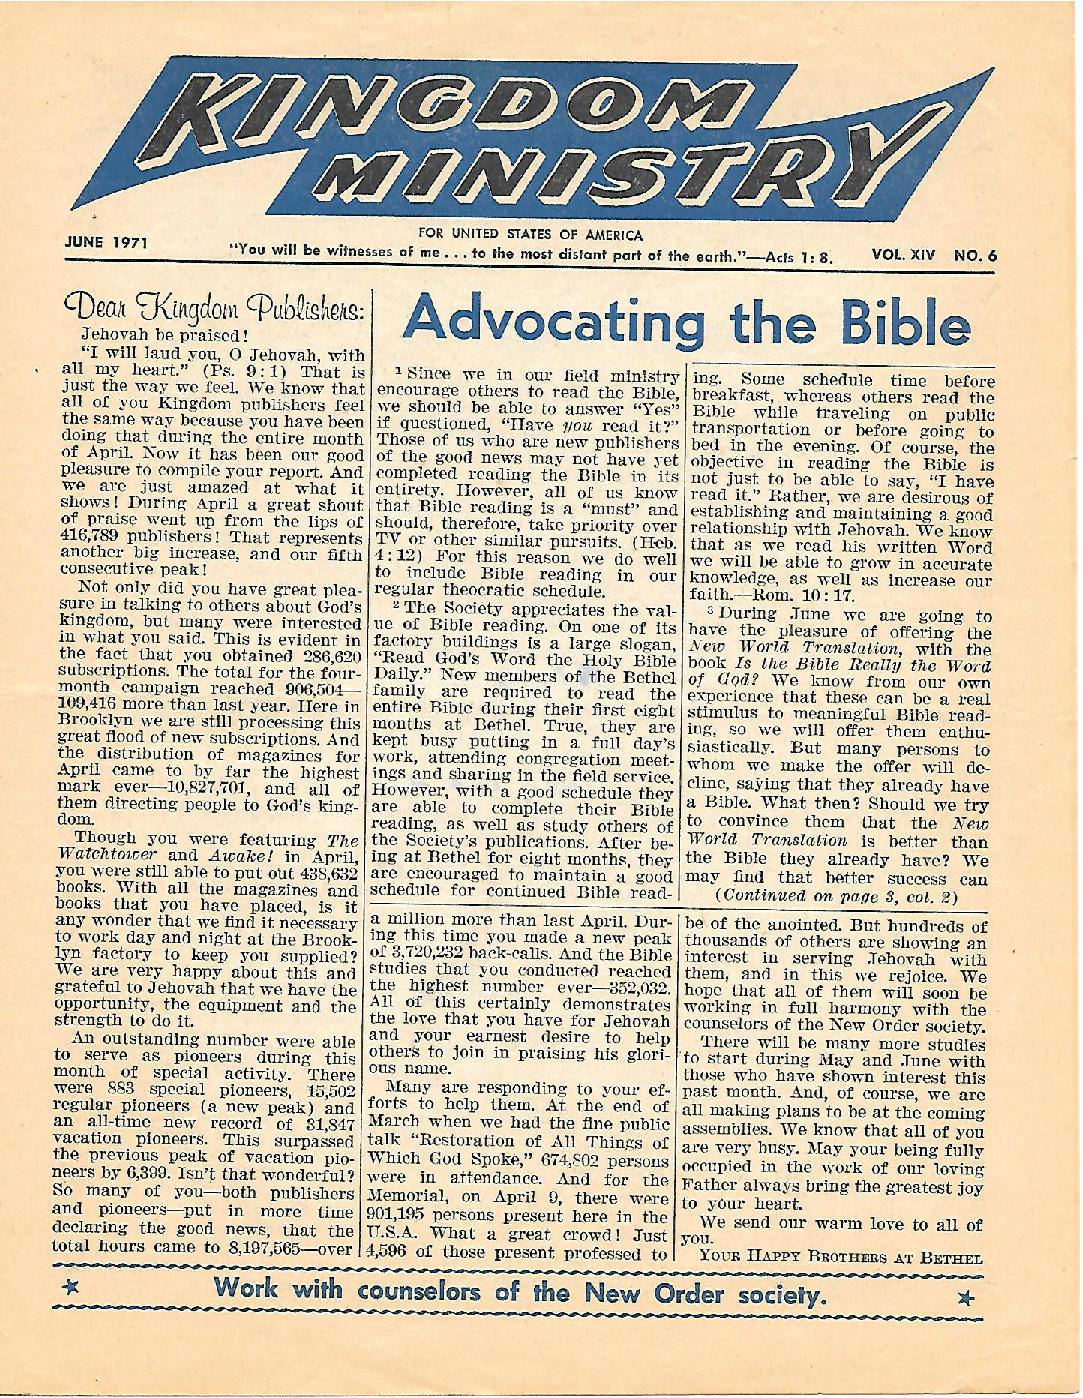 KINGDOM
MINISTRY
FOR UNITED STATES OF AMERICA
JUNE 1971
"You will be witnesses of me . . . to the most distant part of the earth."—Acts 1: 8.
VOL. XIV NO. 6
Dear Kingdom Publishers:
Jehovah be praised!
"I will laud you, O Jehovah, with
all my heart." (Ps. 9:1) That is
just the way we feel. We know that
all of you Kingdom publishers feel
the same way because you have been
doing that during the entire month
of April. Now it has been our good
pleasure to compile your report. And
we are just amazed at what it
shows! During April a great shout
of praise went up from the lips of
416,789 publishers! That represents
another big increase, and our fifth
consecutive peak!
Not only did you have great plea-
sure in talking to others about God's
kingdom, but many were interested
in what you said. This is evident in
the fact that you obtained 286,620
subscriptions. The total for the four-
month campaign reached 906,504—
109,416 more than last year. Here in
Brooklyn we are still processing this
great flood of new subscriptions. And
the distribution of magazines for
April came to by far the highest
mark ever—10,827,701, and all of
them directing people to God's king-
dom.
Though you were featuring The
Watchtower and Awake! in April,
you were still able to put out 438,632
books. With all the magazines and
books that you have placed, is it
any wonder that we find it necessary
to work day and night at the Brook-
lyn factory to keep you supplied?
We are very happy about this and
grateful to Jehovah that we have the
opportunity, the equipment and the
strength to do it.
An outstanding number were able
to serve as pioneers during this
month of special activity. There
were 883 special pioneers, 15,502
regular pioneers (a new peak) and
an all-time new record of 31,847
vacation pioneers. This surpassed
the previous peak of vacation pio-
neers by 6,399. Isn't that wonderful?
So many of you—both publishers
and pioneers—put in more time
declaring the good news, that the
total hours came to 8,197,565—over
a million more than last April. Dur-
ing this time you made a new peak
of 3,720,232 back-calls. And the Bible
studies that you conducted reached
the highest number ever—352,032.
All of this certainly demonstrates
the love that you have for Jehovah
and your earnest desire to help
others to join in praising his glori-
ous name.
Many are responding to your ef-
forts to help them. At the end of
March when we had the fine public
talk "Restoration of All Things of
Which God Spoke," 674,802 persons
were in attendance. And for the
Memorial, on April 9, there were
901,195 persons present here in the
U.S.A. What a great crowd! Just
4,596 of those present professed to
be of the anointed. But hundreds of
thousands of others are showing an
interest in serving Jehovah with
them, and in this we rejoice. We
hope that all of them will soon be
working in full harmony with the
counselors of the New Order society.
There will be many more studies
to start during May and June with
those who have shown interest this
past month. And, of course, we are
all making plans to be at the coming
assemblies. We know that all of you
are very busy. May your being fully
occupied in the work of our loving
Father always bring the greatest joy
to your heart.
We send our warm love to all of
you.
YOUR HAPPY BROTHERS AT BETHEL
Advocating the Bible
1 Since we in our field ministry
encourage others to read the Bible,
we should be able to answer "Yes"
if questioned, "Have you read it?"
Those of us who are new publishers
of the good news may not have yet
completed reading the Bible in its
entirety. However, all of us know
that Bible reading is a "must" and
should, therefore, take priority over
TV or other similar pursuits. (Heb.
4:12) For this reason we do well
to include Bible reading in our
regular theocratic schedule.
2 The Society appreciates the val-
ue of Bible reading. On one of its
factory buildings is a large slogan,
"Read God's Word the Holy Bible
Daily." New members of the Bethel
family are required to read the
entire Bible during their first eight
months at Bethel. True, they are
kept busy putting in a full day's
work, attending congregation meet-
ings and sharing in the field service.
However, with a good schedule they
are able to complete their Bible
reading, as well as study others of
the Society's publications. After be-
ing at Bethel for eight months, they
are encouraged to maintain a good
schedule for continued Bible read-
ing. Some schedule time before
breakfast, whereas others read the
Bible while traveling on public
transportation or before going to
bed in the evening. Of course, the
objective in reading the Bible is
not just to be able to say, "I have
read it." Rather, we are desirous of
establishing and maintaining a good
relationship with Jehovah. We know
that as we read his written Word
we will be able to grow in accurate
knowledge, as well as increase our
faith.—Rom. 10:17.
3 During June we are going to
have the pleasure of offering the
New World Translation, with the
book Is the Bible Really the Word
of God? We know from our own
experience that these can be a real
stimulus to meaningful Bible read-
ing, so we will offer them enthu-
siastically. But many persons to
whom we make the offer will de-
cline, saying that they already have
a Bible. What then? Should we try
to convince them that the New
World Translation is better than
the Bible they already have? We
may find that better success can
(Continued on page 3, col. 2)
Work with counselors of the New Order society.